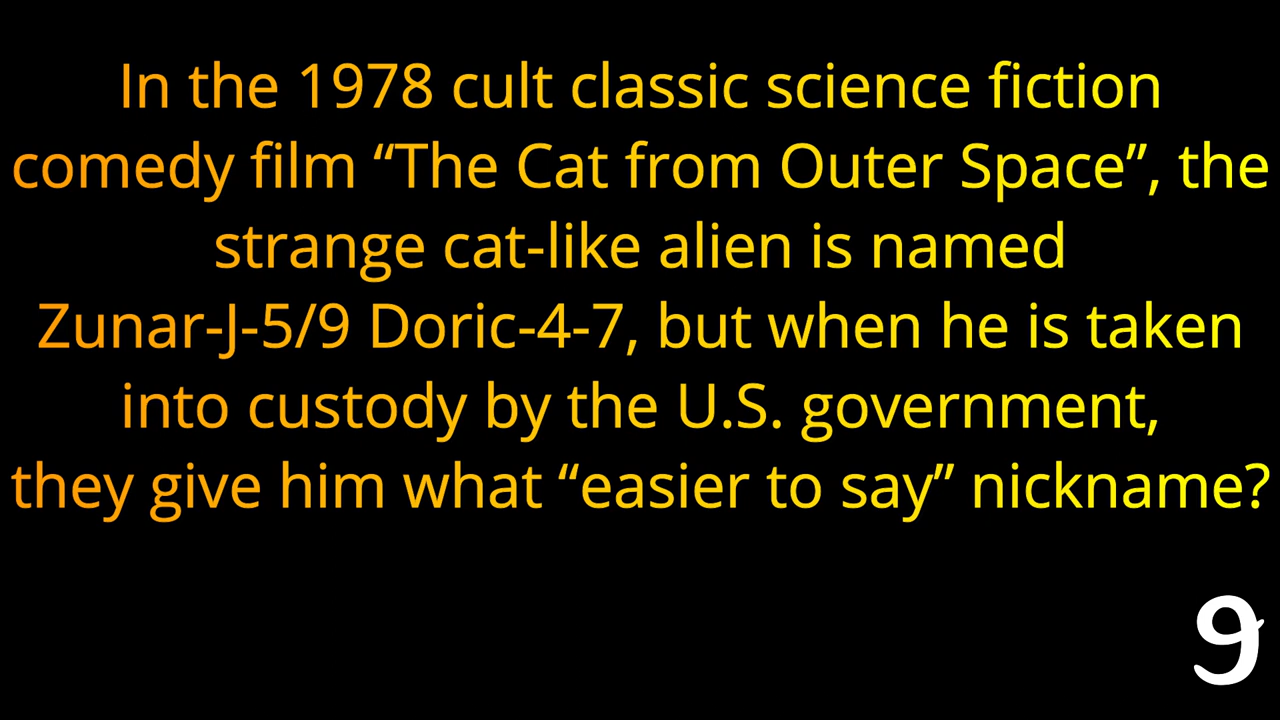 In the 1978 cult classic science fiction
comedy film “The Cat from Outer Space”, the
strange cat-like alien is named
Zunar-J-5/9 Doric-4-7, but when he is taken
into custody by the U.S. government,
they give him what “easier to say” nickname?
9